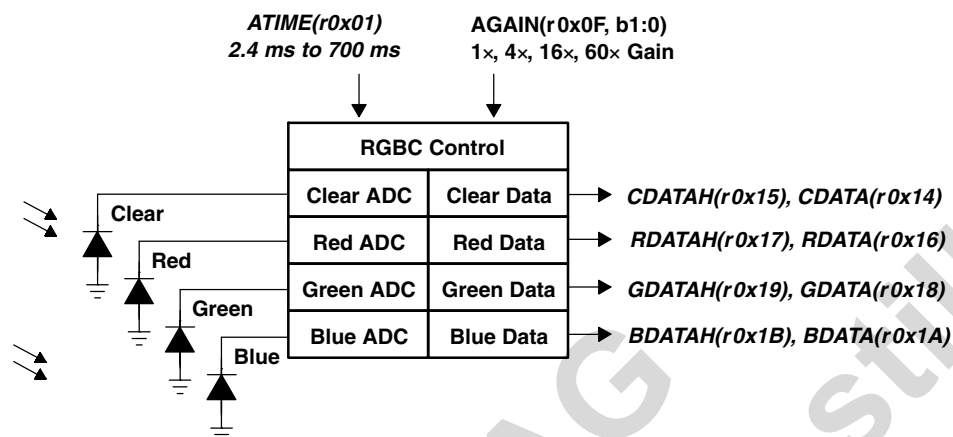 ATIME(r0x01)
2.4 ms to 700 ms
AGAIN(r0x0F, b1:0)
1×, 4×, 16×, 60× Gain
RGBC Control
Clear
Clear ADC
Clear Data
CDATAH(r0x15), CDATA(r0x14)
Red
Red ADC
Red Data
RDATAH(r0x17), RDATA(r0x16)
Green
Green ADC
Green Data
GDATAH(r0x19), GDATA(r0x18)
Blue
Blue ADC
Blue Data
BDATAH(r0x1B), BDATA(r0x1A)
AG